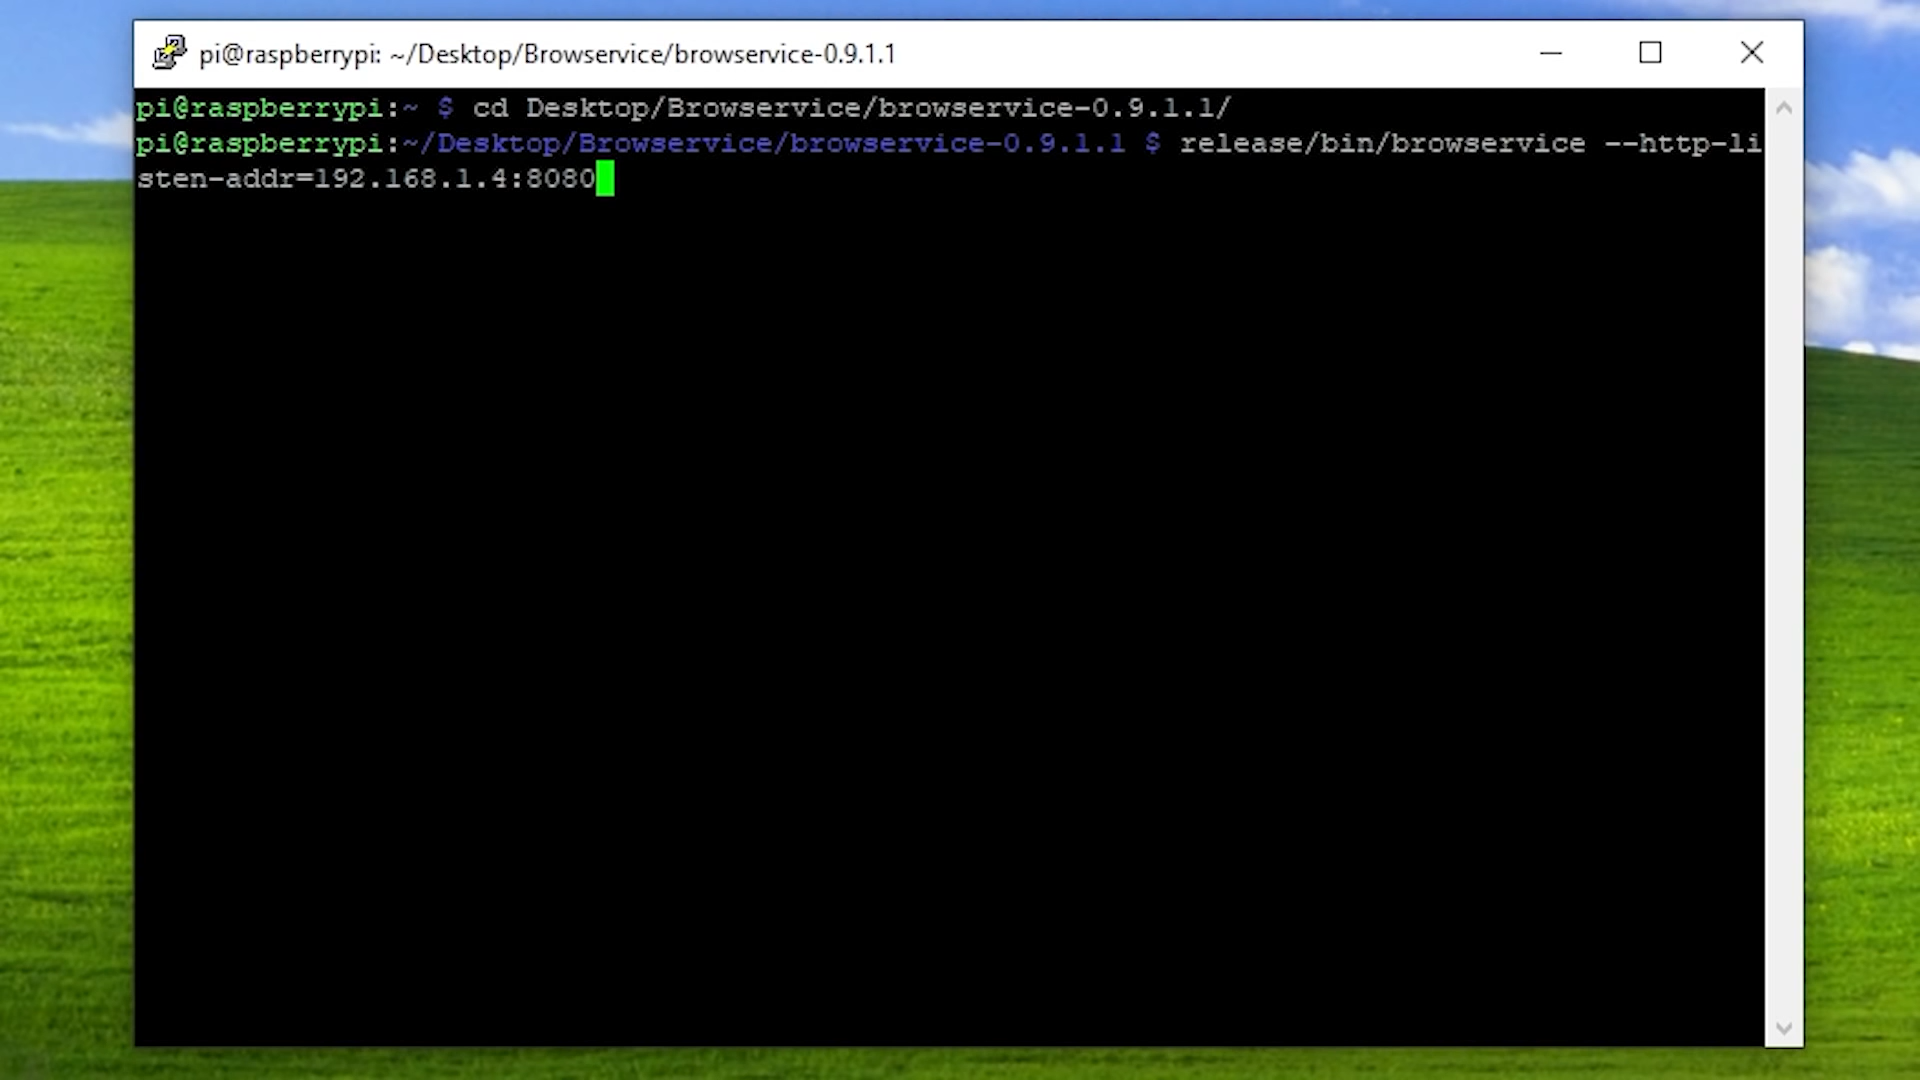 pi@raspberrypi: ~/Desktop/Browservice/browservice-0.9.1.1
pi@raspberrypi:~ $ cd Desktop/Browservice/browservice-0.9.1.1/
pi@raspberrypi:~/Desktop/Browservice/browservice-0.9.1.1 $ release/bin/browservice --http-li
sten-addr=192.168.1.4:8080